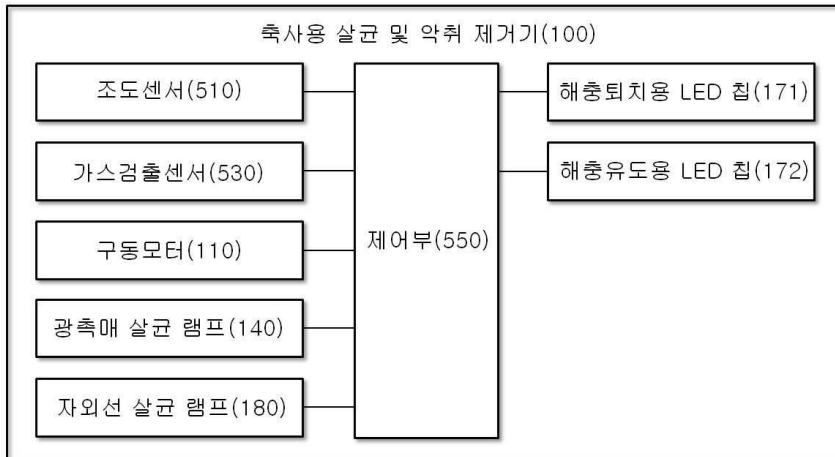 축사용 살균 및 악취 제거기(100)
조도센서(510)
가스검출센서(530)
구동모터(110)
광촉매 살균 램프(140)
자외선 살균 램프(180)
제어부(550)
해충퇴치용 LED 칩(171)
해충유도용 LED 칩(172)